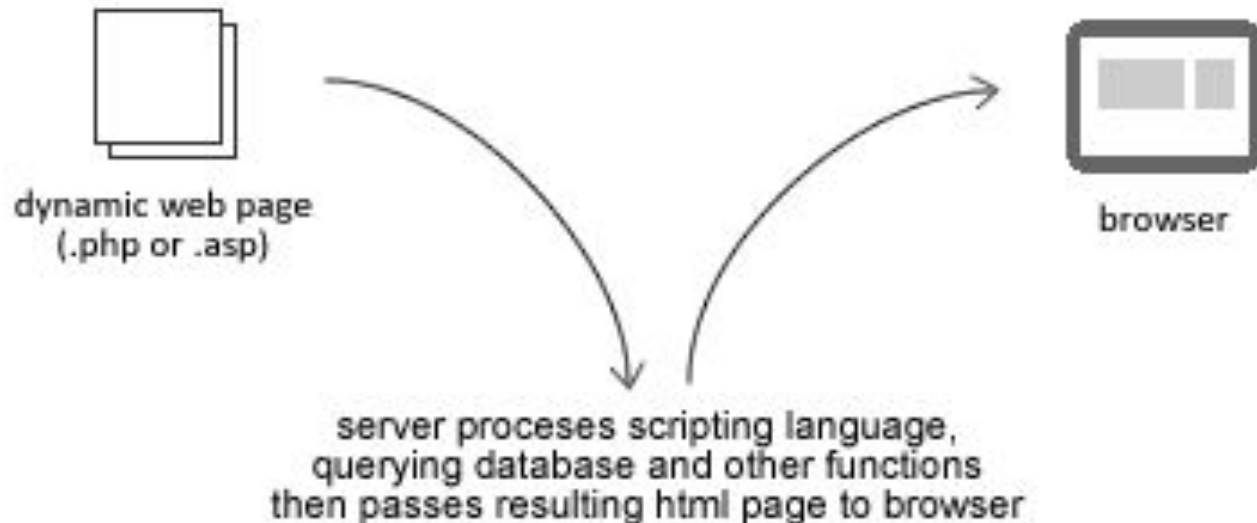 dynamic web page
(.php or .asp)
browser
server proceses scripting language,
querying database and other functions
then passes resulting html page to browser